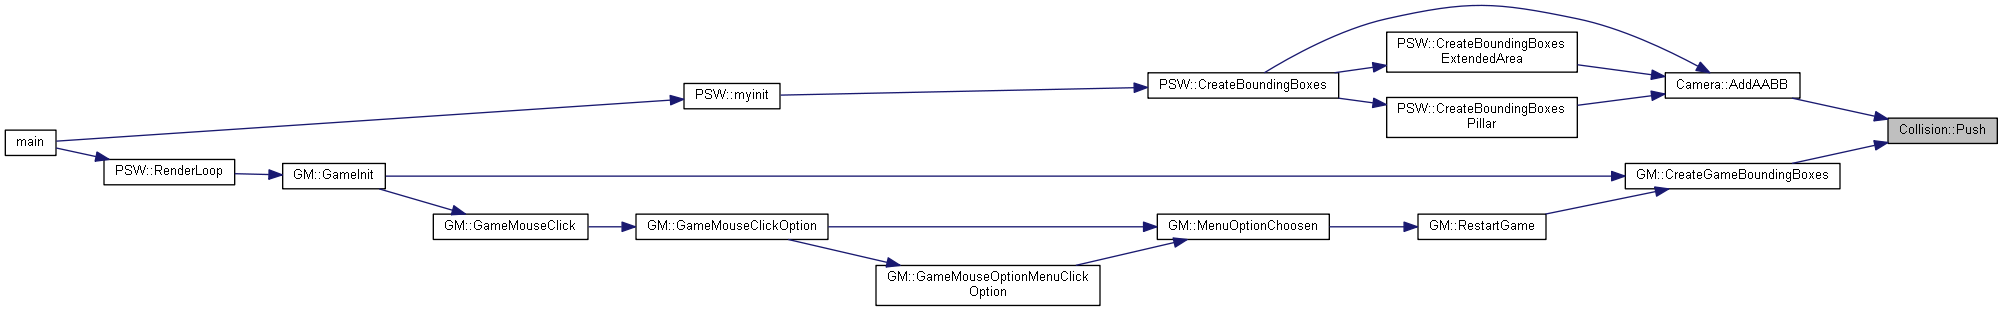 main
PSW::RenderLoop
PSW::myinit
GM::GameInit
GM::GameMouseClick
GM::GameMouseClickOption
GM::GameMouseOptionMenuClick
Option
PSW::CreateBoundingBoxes
GM::MenuOptionChoosen
PSW::CreateBoundingBoxes
ExtendedArea
PSW::CreateBoundingBoxes
Pillar
GM::RestartGame
Camera::AddAABB
GM::CreateGameBoundingBoxes
Collision::Push